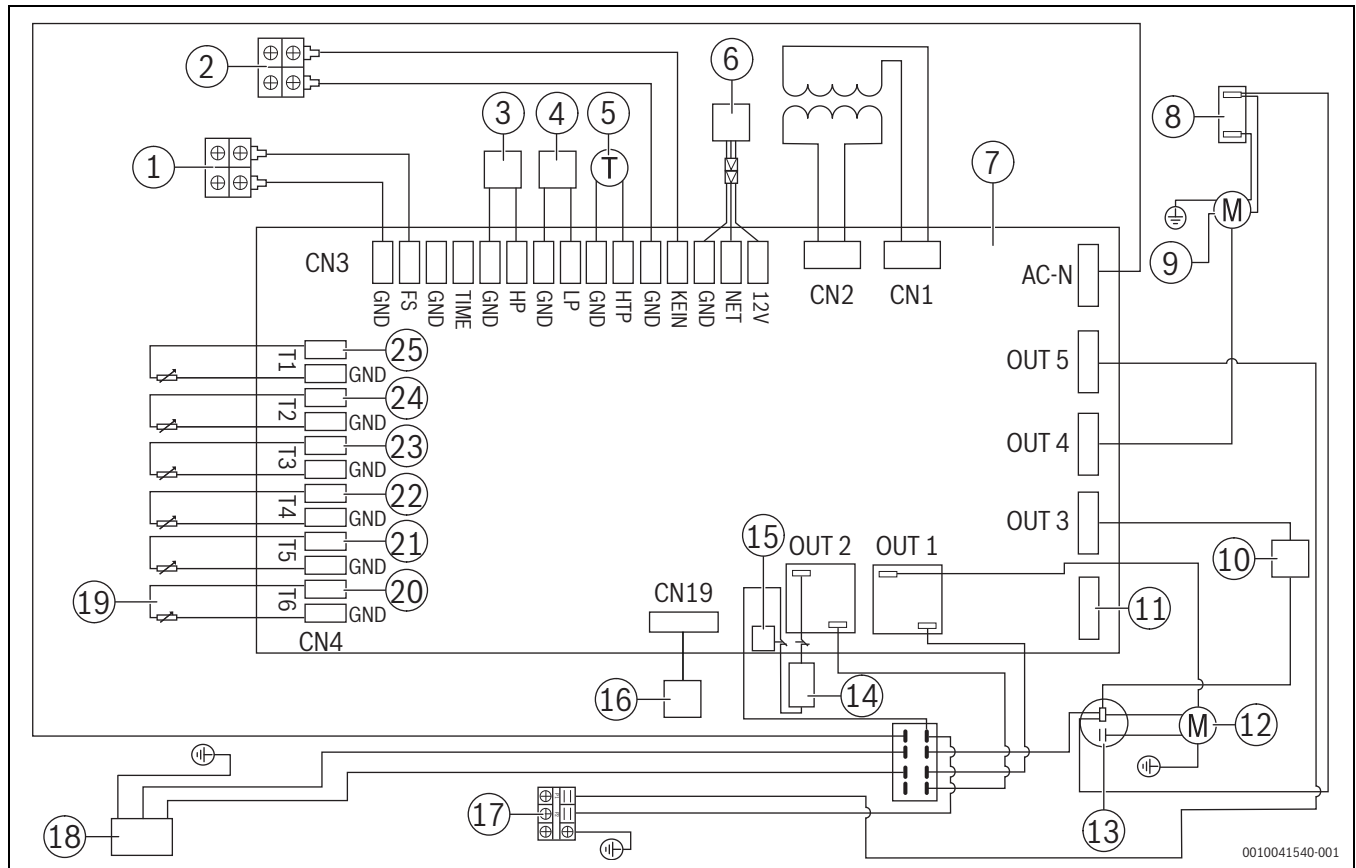 2
6
3
4
5
T
8
1
7
M
9
CN3
GND
FS
GND
TIME
GND
HP
GND
LP
GND
HTP
GND
KEIN
GND
NET
12V
CN2
CN1
AC-N
OUT 5
OUT 4
OUT 3
T1
25
GND
T2
24
GND
T3
23
GND
T4
22
GND
T5
21
GND
T6
20
GND
19
CN4
15
OUT 2
OUT 1
10
CN19
11
16
14
M
12
13
17
18
0010041540-001